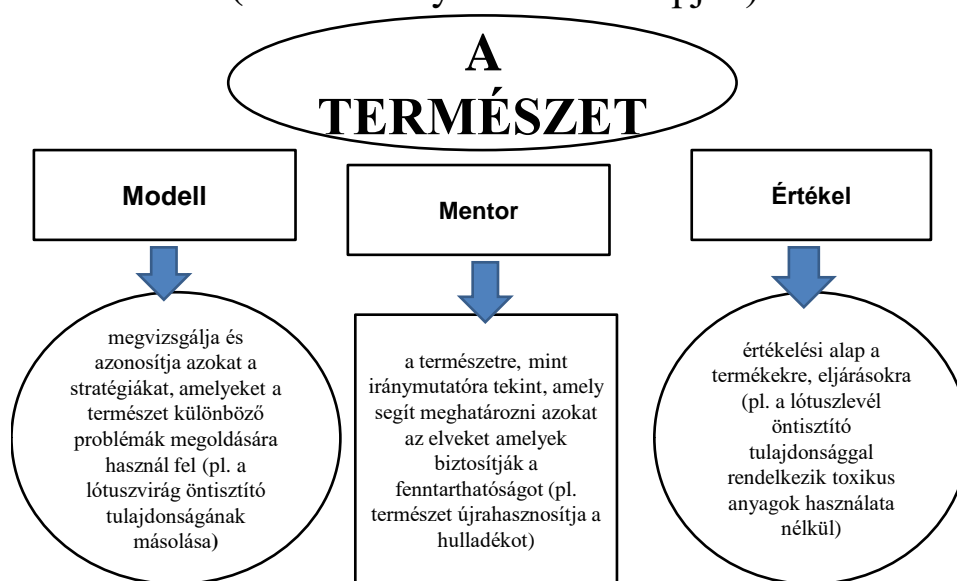 A
TERMÉSZET
Modell
Mentor
Értékel
megvizsgálja és
azonosítja azokat a
stratégiákat, amelyeket a
természet különböző
problémák megoldására
használ fel (pl. a
lótuszvirág öntisztító
tulajdonságának
másolása)
a természetre, mint
iránymutatóra tekint, amely
segít meghatározni azokat
az elveket amelyek
biztosítják a
fenntarthatóságot (pl.
természet újrahasznosítja a
hulladékot)
értékelési alap a
termékekre, eljárásokra
(pl. a lótuszlevél
öntisztító
tulajdonsággal
rendelkezik toxikus
anyagok használata
nélkül)